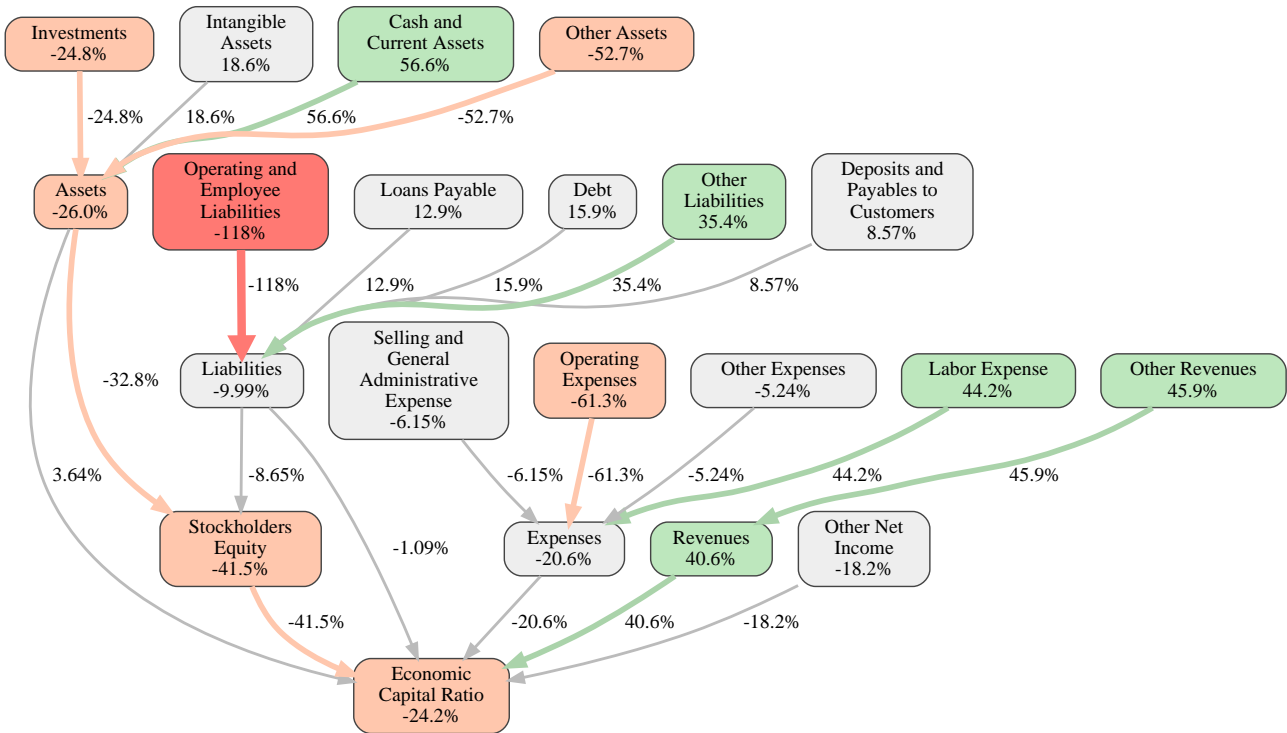 Investments
-24.8%
Intangible
Assets
18.6%
Cash and
Current Assets
56.6%
Other Assets
-52.7%
-24.8%
18.6%
56.6%
-52.7%
Assets
-26.0%
Operating and
Employee
Liabilities
-118%
Loans Payable
12.9%
Debt
15.9%
Other
Liabilities
35.4%
Deposits and
Payables to
Customers
8.57%
-118%
12.9%
15.9%
35.4%
8.57%
Liabilities
-9.99%
Selling and
General
Administrative
Expense
-6.15%
Operating
Expenses
-61.3%
Other Expenses
-5.24%
Labor Expense
44.2%
Other Revenues
45.9%
-32.8%
3.64%
-8.65%
-6.15%
-61.3%
-5.24%
44.2%
45.9%
Stockholders
Equity
-41.5%
-1.09%
Expenses
-20.6%
Revenues
40.6%
Other Net
Income
-18.2%
-41.5%
-20.6%
40.6%
-18.2%
Economic
Capital Ratio
-24.2%